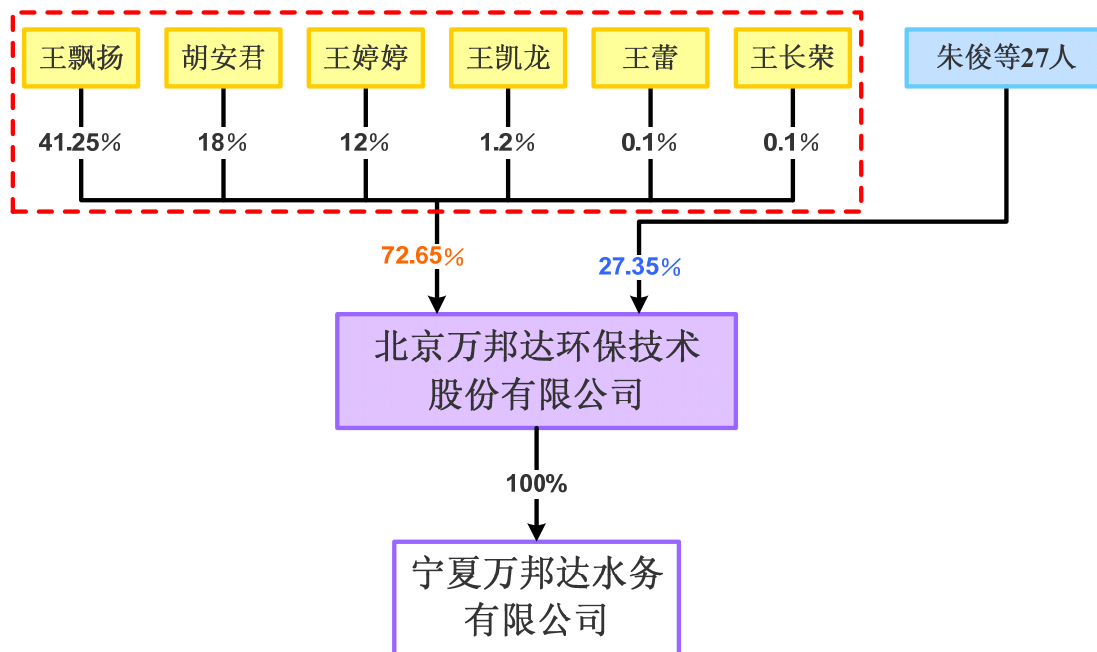 王飘扬
胡安君
王婷婷
王凯龙
王蕾
王长荣
朱俊等27人
41.25%
18%
12%
1.2%
0.1%
0.1%
72.65%
27.35%
北京万邦达环保技术
股份有限公司
100%
宁夏万邦达水务
有限公司